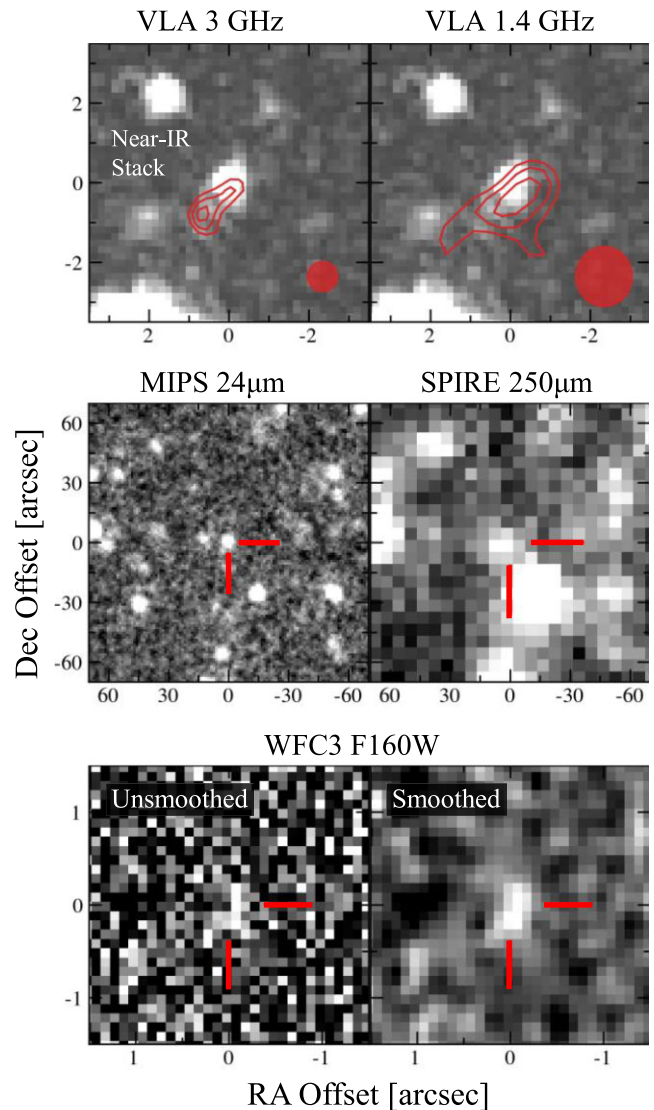 VLA 3 GHz VLA 1.4 GHz
Near-IR
Stack
2
0
-2
2 0 -2 2 0 -2
MIPS 24μm SPIRE 250μm
60
30
0
-30
-60
60 30 0 -30 -60 60 30 0 -30 -60
Dec Offset [arcsec]
WFC3 F160W
Unsmoothed Smoothed
1
0
-1
1 0 -1 1 0 -1
RA Offset [arcsec]